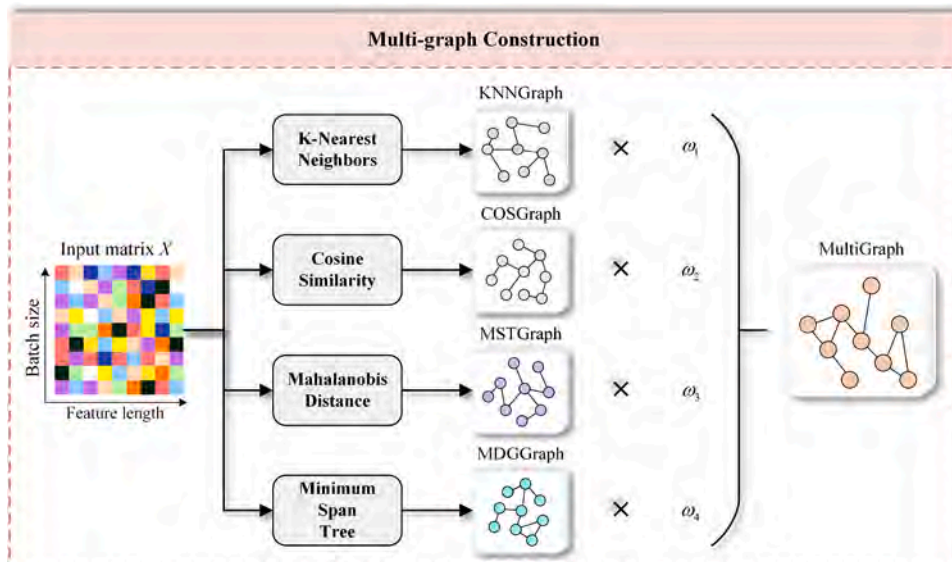 Multi-graph Construction
KNNGraph
K-Nearest
Neighbors
× ω₁
COSGraph
Input matrix X
Cosine
Similarity
× ω₂
MultiGraph
Batch size
Feature length
MSTGraph
Mahalanobis
Distance
× ω₃
MDGGraph
Minimum
Span
Tree
× ω₄